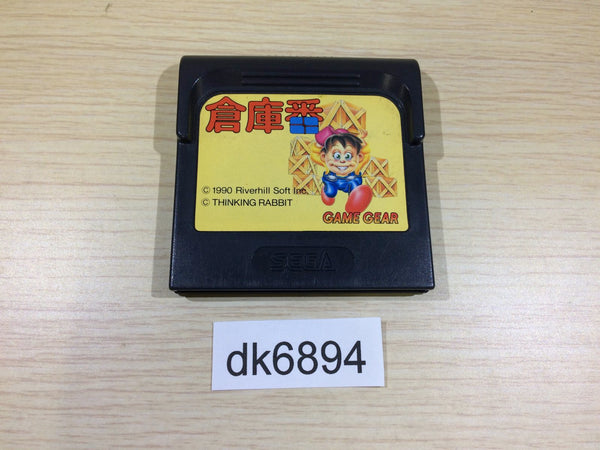 倉庫番
© 1990 Riverhill Soft Inc.
© THINKING RABBIT
GAME GEAR
SEGA
dk6894